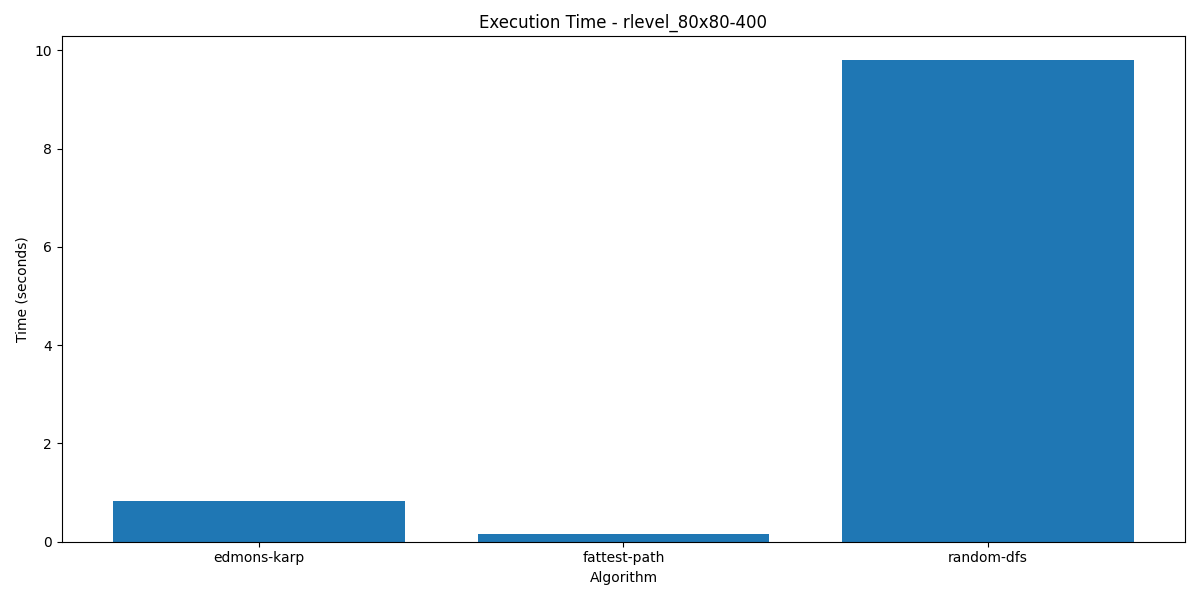 Execution Time - rlevel_80x80-400
10
8
6
4
2
0
Time (seconds)
edmons-karp
fattest-path
random-dfs
Algorithm